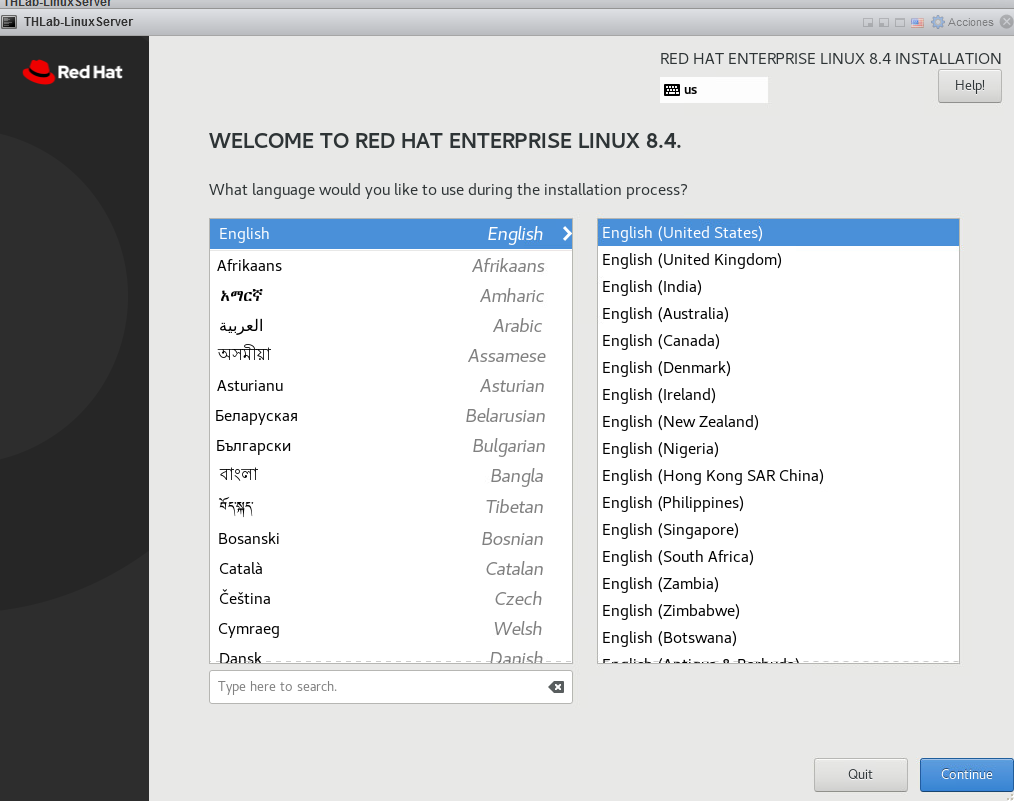 THLab-LinuxServer
THLab-LinuxServer
Acciones
Red Hat
RED HAT ENTERPRISE LINUX 8.4 INSTALLATION
us
Help!
WELCOME TO RED HAT ENTERPRISE LINUX 8.4.
What language would you like to use during the installation process?
English English
Afrikaans Afrikaans
አማርኛ Amharic
العربية Arabic
অসমীয়া Assamese
Asturianu Asturian
Беларуская Belarusian
Български Bulgarian
বাংলা Bangla
བོད་སྐད་ Tibetan
Bosanski Bosnian
Català Catalan
Čeština Czech
Cymraeg Welsh
Dansk Danish
Type here to search.
English (United States)
English (United Kingdom)
English (India)
English (Australia)
English (Canada)
English (Denmark)
English (Ireland)
English (New Zealand)
English (Nigeria)
English (Hong Kong SAR China)
English (Philippines)
English (Singapore)
English (South Africa)
English (Zambia)
English (Zimbabwe)
English (Botswana)
English (Antigua & Barbuda)
Quit
Continue